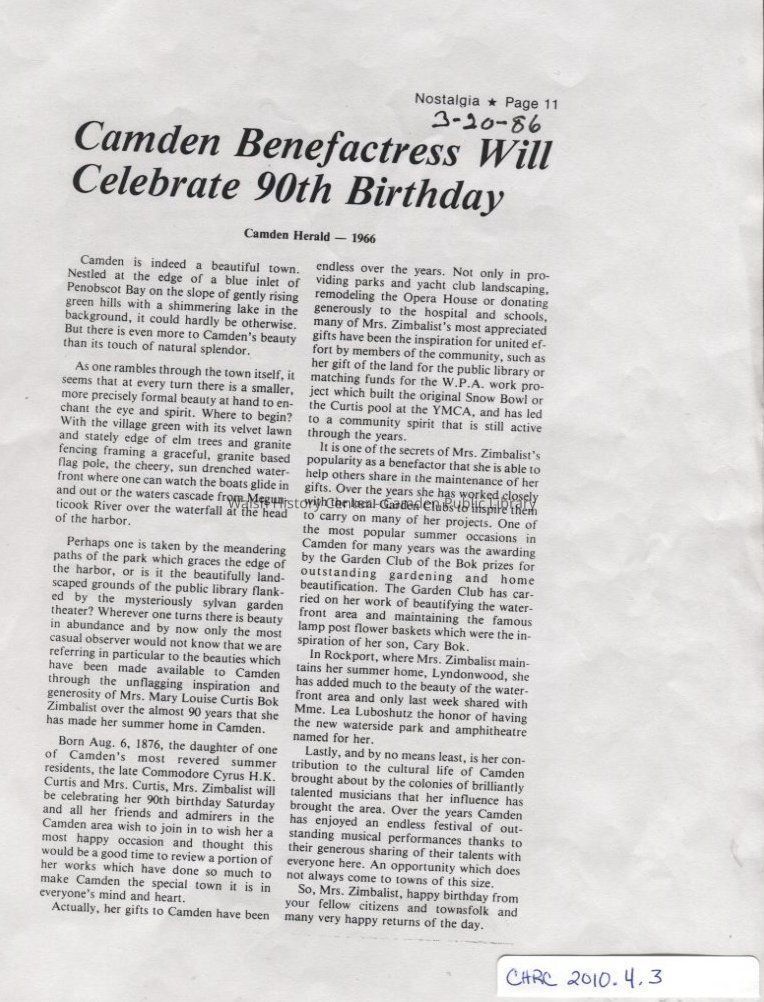 Nostalgia ★ Page 11
3-20-86
Camden Benefactress Will
Celebrate 90th Birthday
Camden Herald — 1966
Camden is indeed a beautiful town.
Nestled at the edge of a blue inlet of
Penobscot Bay on the slope of gently rising
green hills with a shimmering lake in the
background, it could hardly be otherwise.
But there is even more to Camden's beauty
than its touch of natural splendor.
As one rambles through the town itself, it
seems that at every turn there is a smaller,
more precisely formal beauty at hand to en-
chant the eye and spirit. Where to begin?
With the village green with its velvet lawn
and stately edge of elm trees and granite
fencing framing a graceful, granite based
flag pole, the cheery, sun drenched water-
front where one can watch the boats glide in
and out or the waters cascade from Megun-
ticook River over the waterfall at the head
of the harbor.
Perhaps one is taken by the meandering
paths of the park which graces the edge of
the harbor, or is it the beautifully land-
scaped grounds of the public library flank-
ed by the mysteriously sylvan garden
theater? Wherever one turns there is beauty
in abundance and by now only the most
casual observer would not know that we are
referring in particular to the beauties which
have been made available to Camden
through the unflagging inspiration and
generosity of Mrs. Mary Louise Curtis Bok
Zimbalist over the almost 90 years that she
has made her summer home in Camden.
Born Aug. 6, 1876, the daughter of one
of Camden's most revered summer
residents, the late Commodore Cyrus H.K.
Curtis and Mrs. Curtis, Mrs. Zimbalist will
be celebrating her 90th birthday Saturday
and all her friends and admirers in the
Camden area wish to join in to wish her a
most happy occasion and thought this
would be a good time to review a portion of
her works which have done so much to
make Camden the special town it is in
everyone's mind and heart.
Actually, her gifts to Camden have been
endless over the years. Not only in pro-
viding parks and yacht club landscaping,
remodeling the Opera House or donating
generously to the hospital and schools,
many of Mrs. Zimbalist's most appreciated
gifts have been the inspiration for united ef-
fort by members of the community, such as
her gift of the land for the public library or
matching funds for the W.P.A. work pro-
ject which built the original Snow Bowl or
the Curtis pool at the YMCA, and has led
to a community spirit that is still active
through the years.
It is one of the secrets of Mrs. Zimbalist's
popularity as a benefactor that she is able to
help others share in the maintenance of her
gifts. Over the years she has worked closely
with the local Garden Clubs to inspire them
to carry on many of her projects. One of
the most popular summer occasions in
Camden for many years was the awarding
by the Garden Club of the Bok prizes for
outstanding gardening and home
beautification. The Garden Club has car-
ried on her work of beautifying the water-
front area and maintaining the famous
lamp post flower baskets which were the in-
spiration of her son, Cary Bok.
In Rockport, where Mrs. Zimbalist main-
tains her summer home, Lyndonwood, she
has added much to the beauty of the water-
front area and only last week shared with
Mme. Lea Luboshutz the honor of having
the new waterside park and amphitheatre
named for her.
Lastly, and by no means least, is her con-
tribution to the cultural life of Camden
brought about by the colonies of brilliantly
talented musicians that her influence has
brought the area. Over the years Camden
has enjoyed an endless festival of out-
standing musical performances thanks to
their generous sharing of their talents with
everyone here. An opportunity which does
not always come to towns of this size.
So, Mrs. Zimbalist, happy birthday from
your fellow citizens and townsfolk and
many very happy returns of the day.
Walsh History Center - Camden Public Library
CHRC 2010.4.3